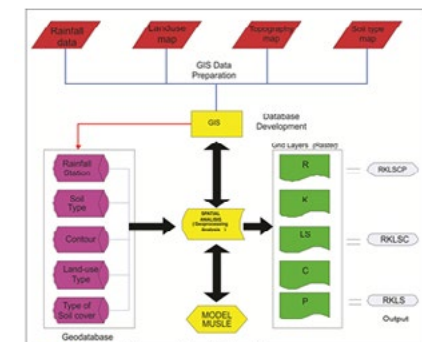 Rainfall
data
Landuse
map
Topography
map
Soil type
map
GIS Data
Preparation
GIS
Database
Development
Grid Layers (Raster)
Rainfall
Station
Soil
Type
Contour
Land-use
Type
Type of
Soil cover
Geodatabase
SPATIAL
ANALYSIS
(Geoprocessing
Analysis )
MODEL
MUSLE
R
K
LS
C
P
RKLSCP
RKLSC
RKLS
Output